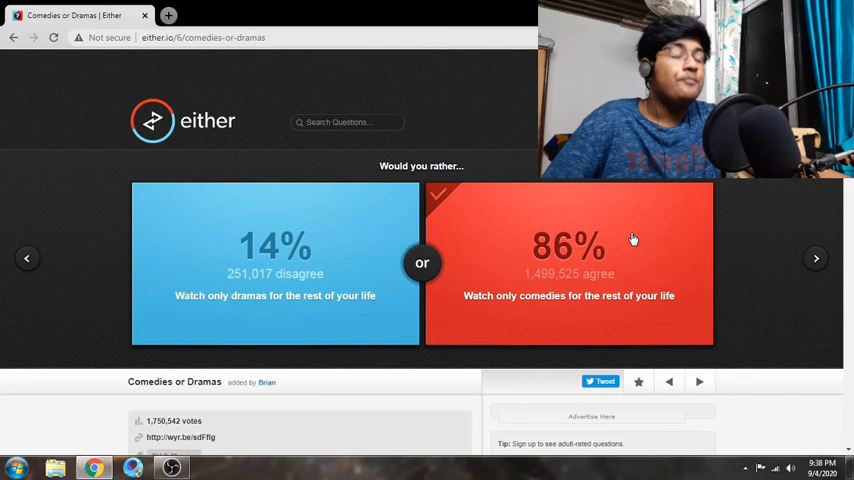 Comedies or Dramas | Either
Not secure
either.io/6/comedies-or-dramas
either
Search Questions...
Would you rather...
14%
251,017 disagree
Watch only dramas for the rest of your life
or
86%
1,499,525 agree
Watch only comedies for the rest of your life
Comedies or Dramas added by Brian
Tweet
1,750,542 votes
http://wyr.be/sdFfIg
Advertise Here
Tip: Sign up to see adult-rated questions.
9:38 PM
9/4/2020